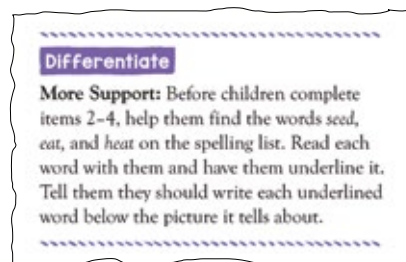 Differentiate
More Support: Before children complete
items 2–4, help them find the words seed,
eat, and heat on the spelling list. Read each
word with them and have them underline it.
Tell them they should write each underlined
word below the picture it tells about.